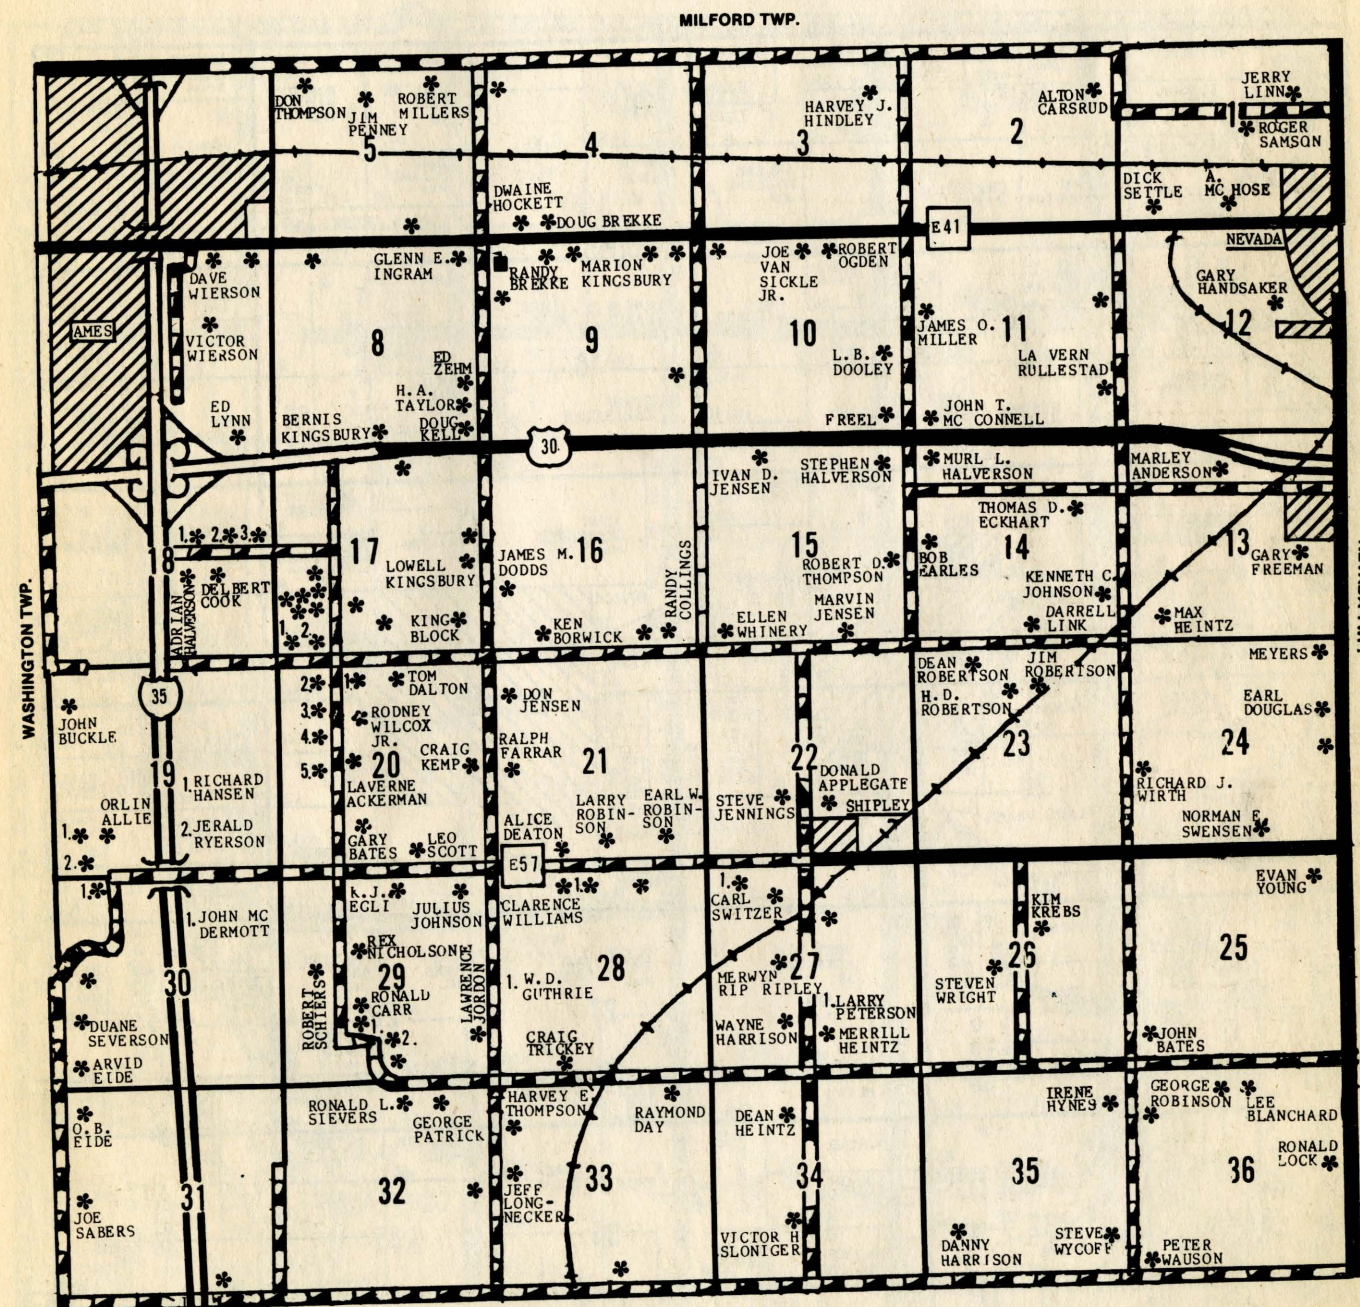 MILFORD TWP.
DON
THOMPSON
JIM
PENNEY
ROBERT
MILLERS
5
4
HARVEY J.
HINDLEY
3
ALTON
CARSRUD
2
JERRY
LINN
1
ROGER
SAMSON
DWAINE
HOCKETT
DOUG BREKKE
DICK
SETTLE
A.
MC HOSE
E41
NEVADA
DAVE
WIERSON
GLENN E.
INGRAM
RANDY
BREKKE
MARION
KINGSBURY
JOE
VAN
SICKLE
JR.
ROBERT
OGDEN
GARY
HANDSAKER
AMES
VICTOR
WIERSON
8
9
10
L.B.
DOOLEY
JAMES O.
MILLER
11
LA VERN
RULLESTAD
12
ED
ZEHM
H.A.
TAYLOR
DOUG
KELL
ED
LYNN
BERNIS
KINGSBURY
FREEL
JOHN T.
MC CONNELL
30
IVAN D.
JENSEN
STEPHEN
HALVERSON
MURL L.
HALVERSON
MARLEY
ANDERSON
THOMAS D.
ECKHART
1. 2. 3.
18
17
LOWELL
KINGSBURY
JAMES M.
DODDS
16
15
ROBERT D.
THOMPSON
BOB
EARLES
14
13
GARY
FREEMAN
ADRIAN
HALVERSON
DELBERT
COOK
1. 2.
KING
BLOCK
KEN
BORWICK
RANDY
COLLINGS
ELLEN
WHINERY
MARVIN
JENSEN
KENNETH C.
JOHNSON
DARRELL
LINK
MAX
HEINTZ
WASHINGTON TWP.
35
JOHN
BUCKLE
2.
3.
4.
5.
1.
TOM
DALTON
RODNEY
WILCOX
JR.
CRAIG
KEMP
20
LAVERNE
ACKERMAN
DON
JENSEN
RALPH
FARRAR
21
22
DEAN
ROBERTSON
H.D.
ROBERTSON
JIM
ROBERTSON
23
MEYERS
EARL
DOUGLAS
24
19
1. RICHARD
HANSEN
ORLIN
ALLIE
2. JERALD
RYERSON
1.
2.
GARY
BATES
LEO
SCOTT
ALICE
DEATON
LARRY
ROBIN-
SON
EARL W.
ROBIN-
SON
STEVE
JENNINGS
DONALD
APPLEGATE
SHIPLEY
RICHARD J.
WIRTH
NORMAN E.
SWENSEN
E57
1.
1. JOHN MC
DERMOTT
K.J.
EGLI
JULIUS
JOHNSON
CLARENCE
WILLIAMS
1.
1.
CARL
SWITZER
KIM
KREBS
EVAN
YOUNG
30
REX
NICHOLSON
29
RONALD
CARR
1.
2.
ROBERT
SCHIERS
LAWRENCE
JORDON
1. W.D.
GUTHRIE
28
MERWYN
RIP RIPLEY
27
STEVEN
WRIGHT
26
25
DUANE
SEVERSON
ARVID
EIDE
CRAIG
TRICKEY
WAYNE
HARRISON
1. LARRY
PETERSON
MERRILL
HEINTZ
JOHN
BATES
O.B.
EIDE
RONALD L.
SIEVERS
GEORGE
PATRICK
HARVEY E.
THOMPSON
RAYMOND
DAY
DEAN
HEINTZ
IRENE
HYNES
GEORGE
ROBINSON
LEE
BLANCHARD
RONALD
LOCK
31
32
33
34
35
36
JOE
SABERS
JEFF
LONG-
NECKER
VICTOR H
SLONIGER
DANNY
HARRISON
STEVE
WYCOFF
PETER
WAUSON